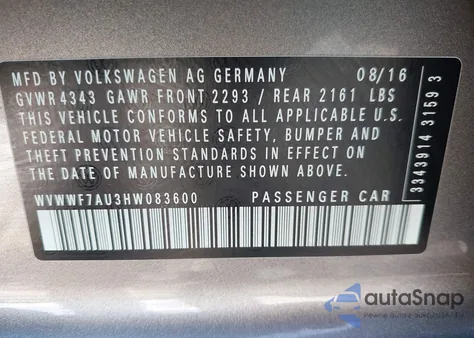 MFD BY VOLKSWAGEN AG GERMANY 08/16
GVWR 4343 GAWR FRONT 2293 / REAR 2161 LBS
THIS VEHICLE CONFORMS TO ALL APPLICABLE U.S.
FEDERAL MOTOR VEHICLE SAFETY, BUMPER AND
THEFT PREVENTION STANDARDS IN EFFECT ON
THE DATE OF MANUFACTURE SHOWN ABOVE.
WVWWF7AU3HW083600 PASSENGER CAR
3943914 3159 3
autaSnap